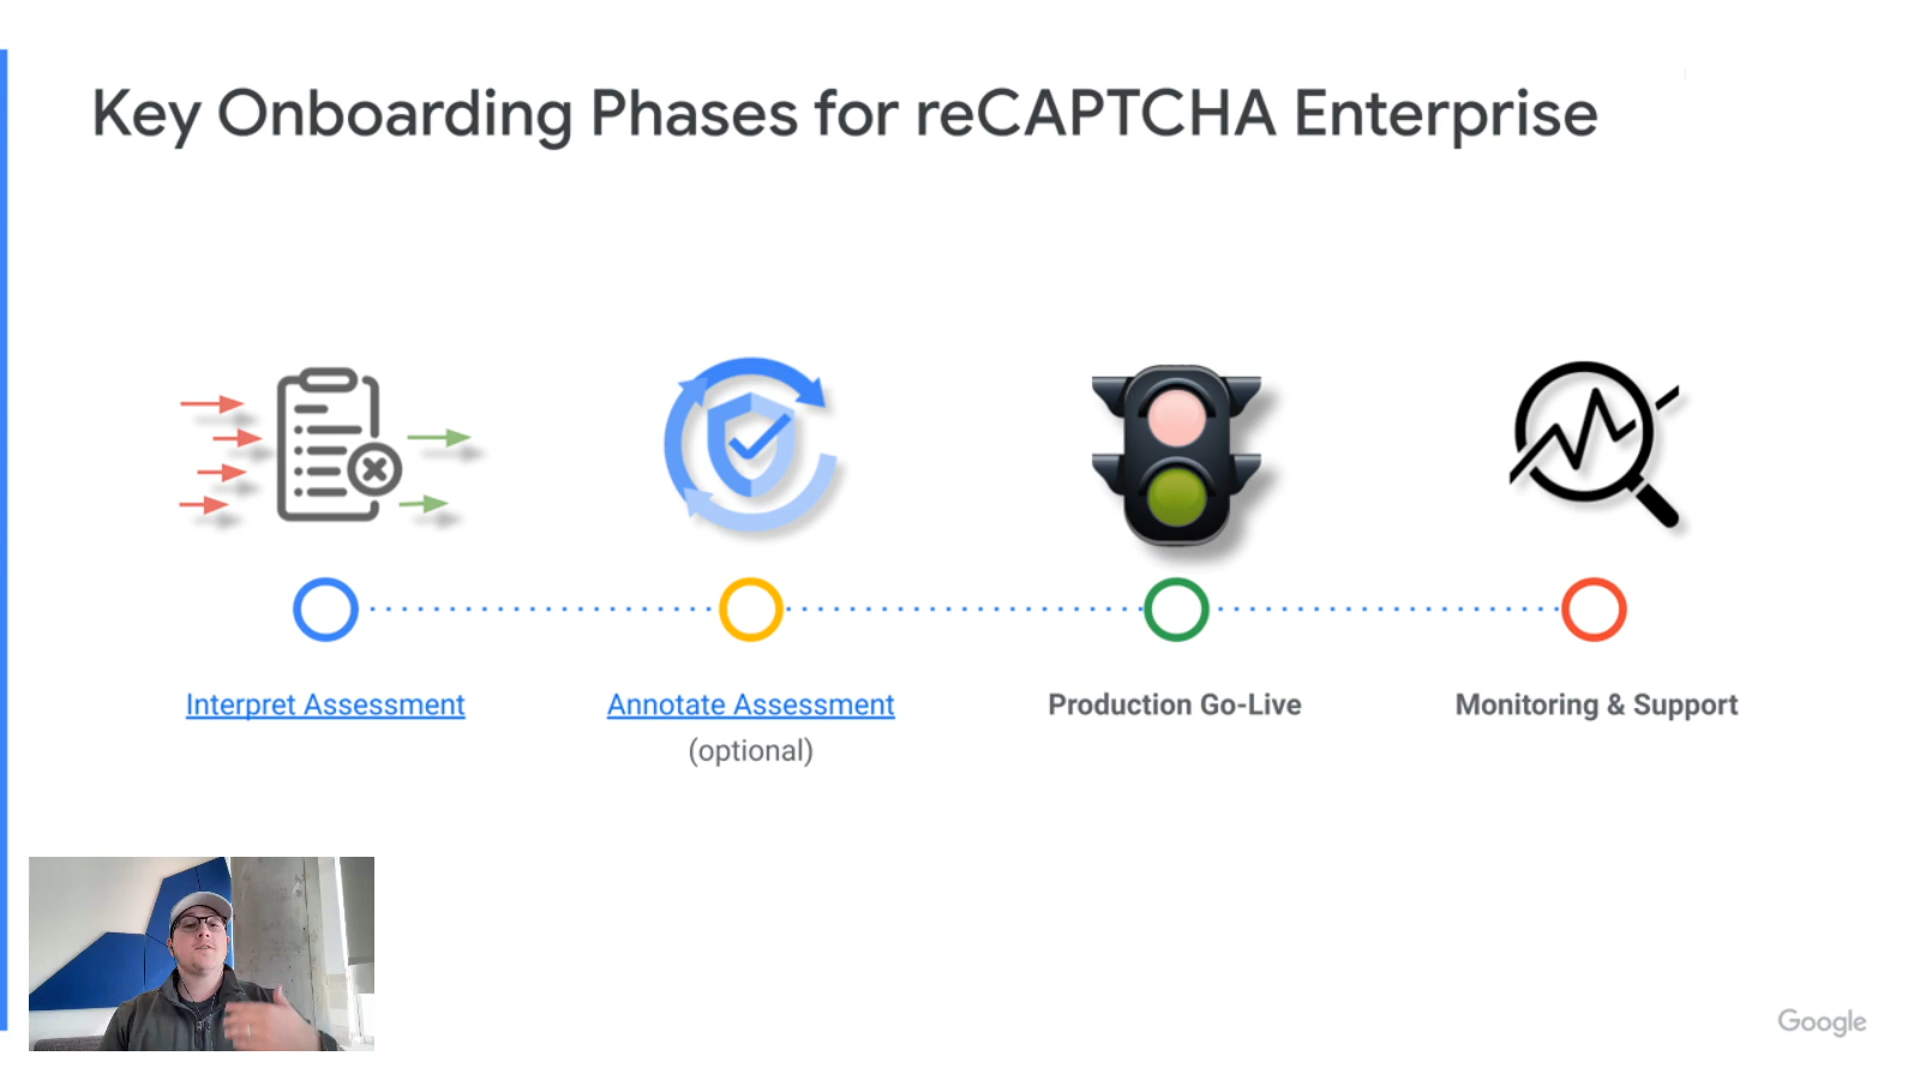 Key Onboarding Phases for reCAPTCHA Enterprise
Interpret Assessment
Annotate Assessment
(optional)
Production Go-Live
Monitoring & Support
Google